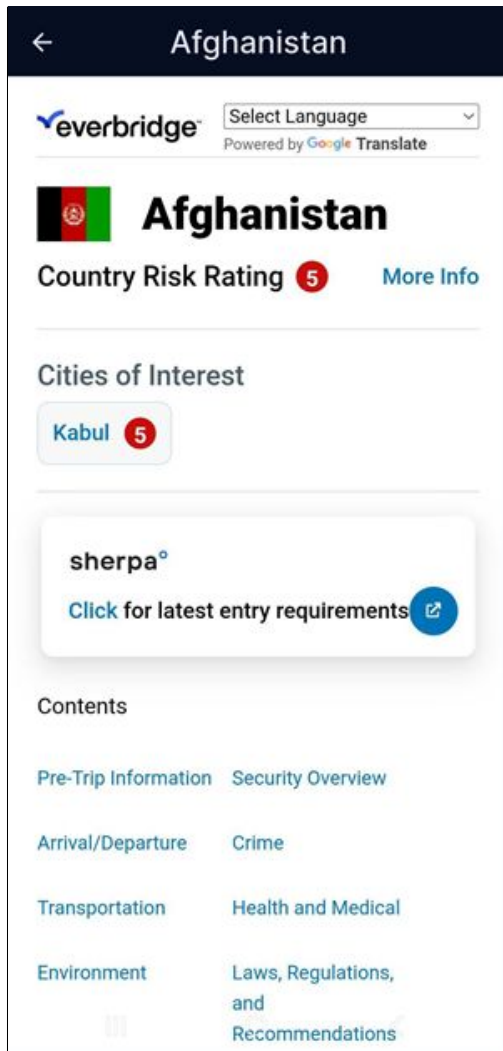 Afghanistan
everbridge
Select Language
Powered by Google Translate
Afghanistan
Country Risk Rating 5 More Info
Cities of Interest
Kabul 5
sherpa°
Click for latest entry requirements
Contents
Pre-Trip Information Security Overview
Arrival/Departure Crime
Transportation Health and Medical
Environment Laws, Regulations,
and
Recommendations